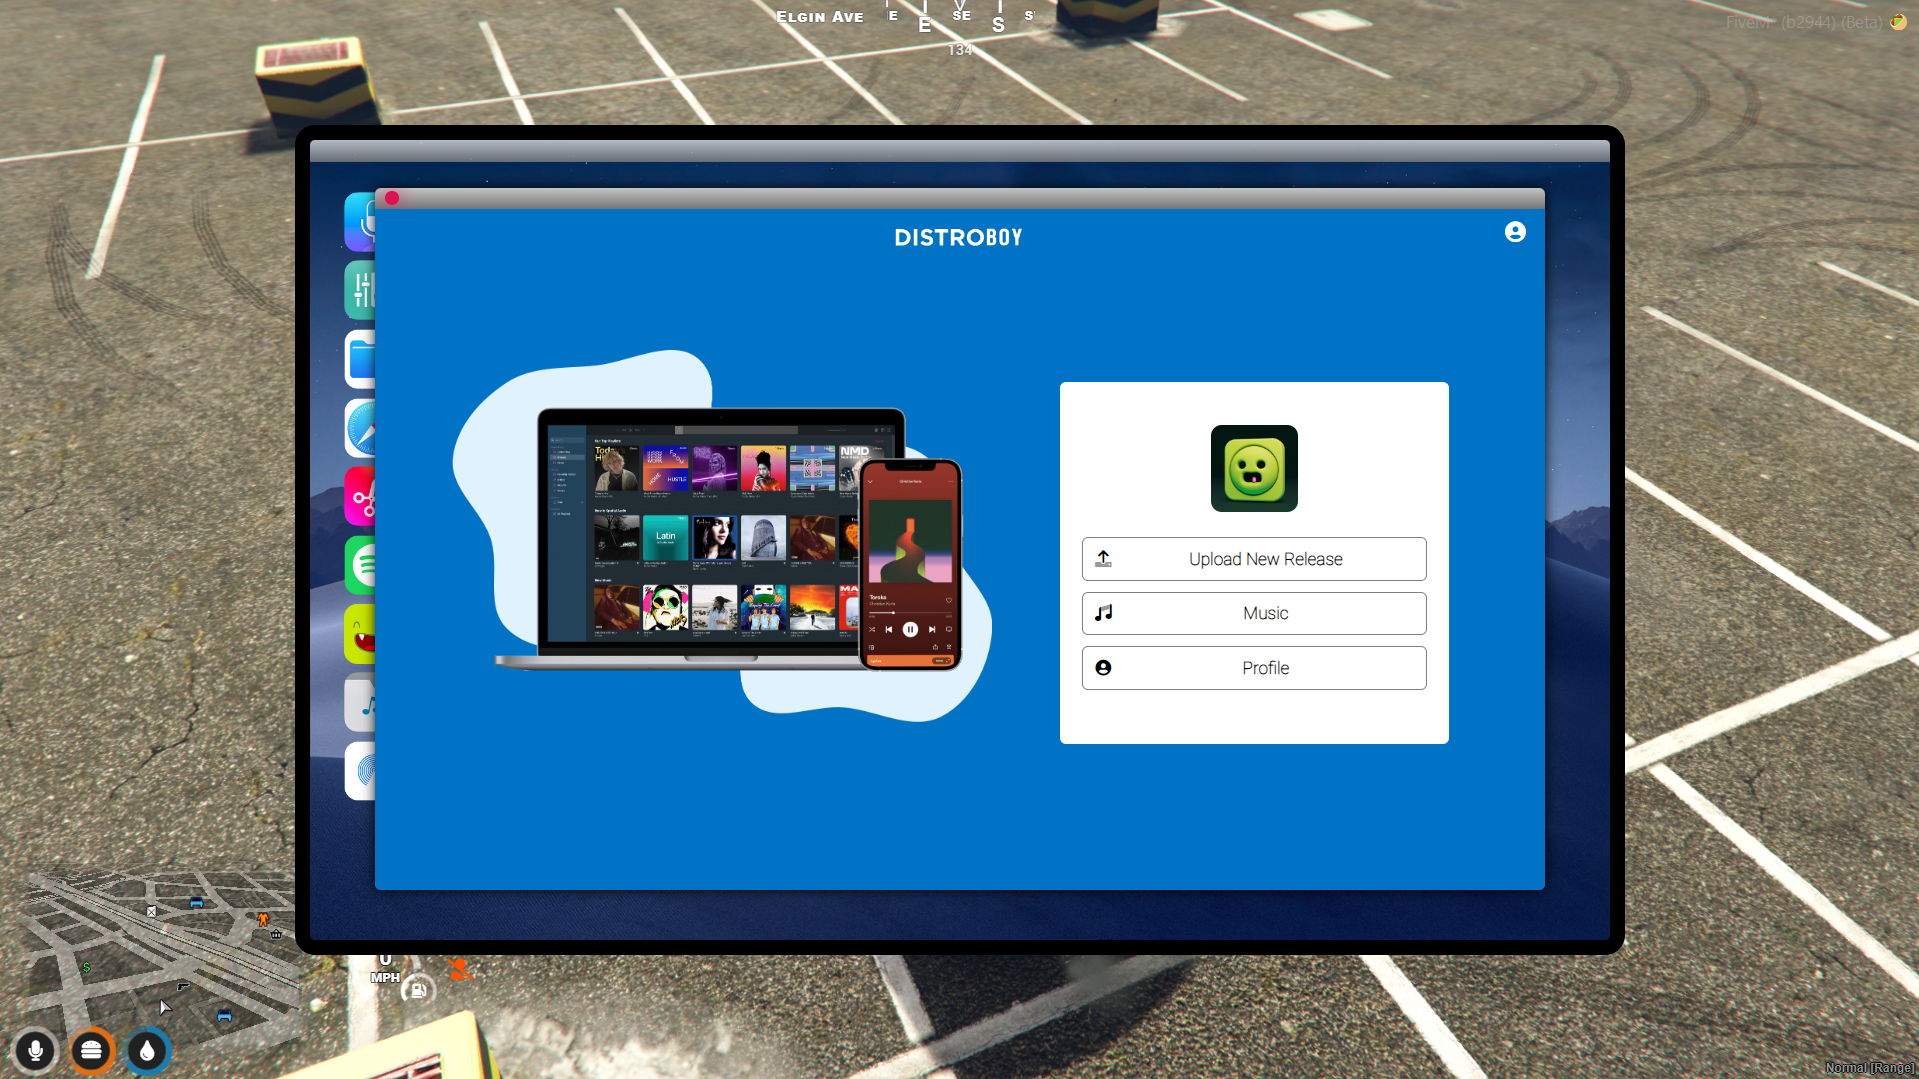 ELGIN AVE
E
SE
S'
E
S
134
FiveM* (b2944) (Beta)
DISTROBOY
NMD
Latin
HUSTLE
Upload New Release
Music
Profile
0
MPH
Normal [Range]